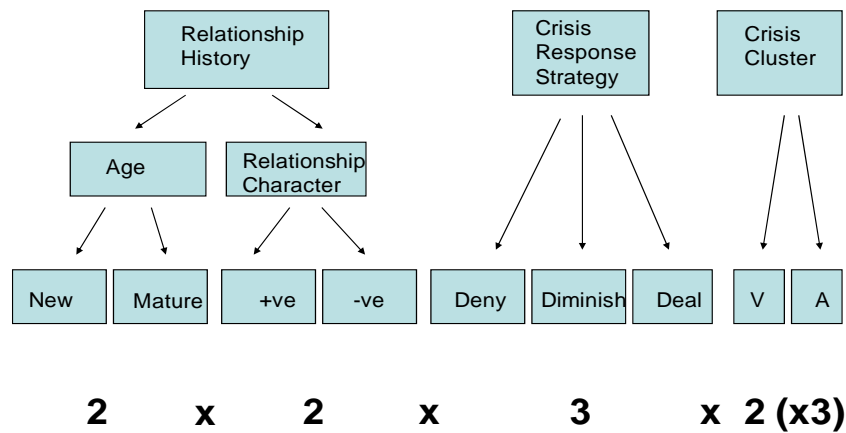 Relationship
History
Crisis
Response
Strategy
Crisis
Cluster
Age
Relationship
Character
New
Mature
+ve
-ve
Deny
Diminish
Deal
V
A
2 x 2 x 3 x 2 (x3)